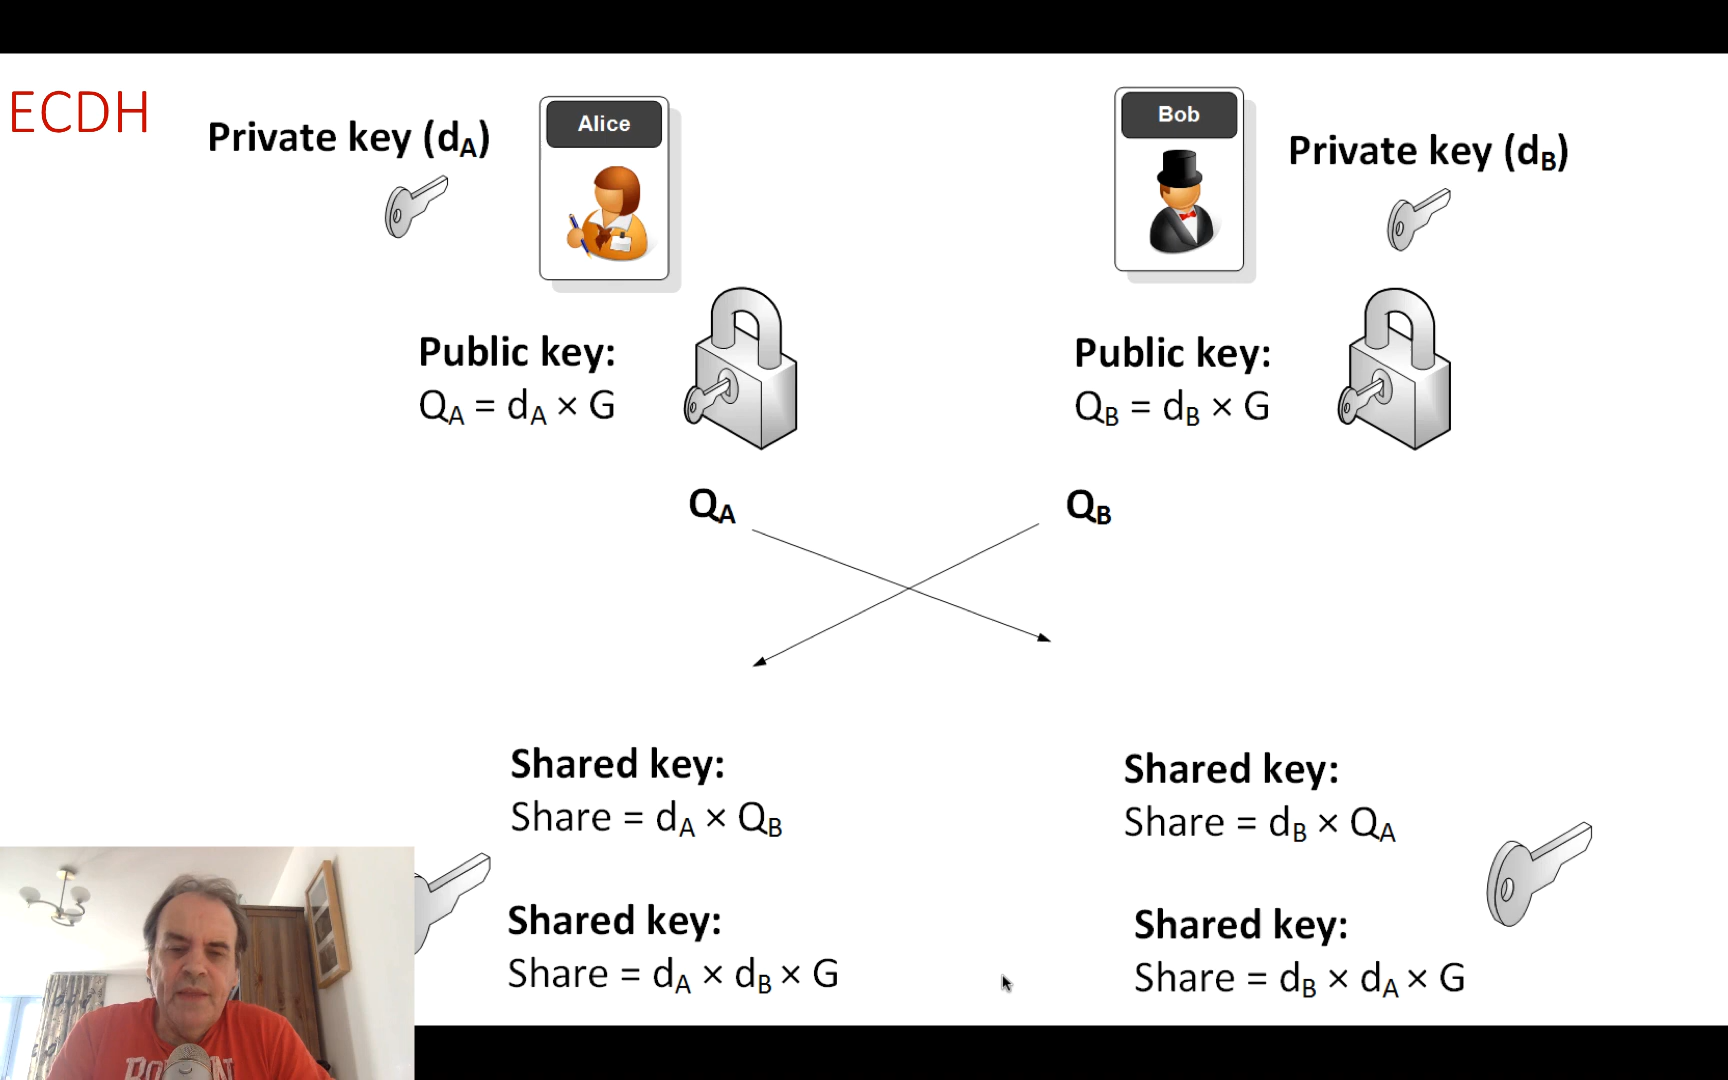 ECDH
Private key (dA)
Alice
Bob
Private key (dB)
Public key:
QA = dA × G
Public key:
QB = dB × G
QA
QB
Shared key:
Share = dA × QB
Shared key:
Share = dB × QA
Shared key:
Share = dA × dB × G
Shared key:
Share = dB × dA × G